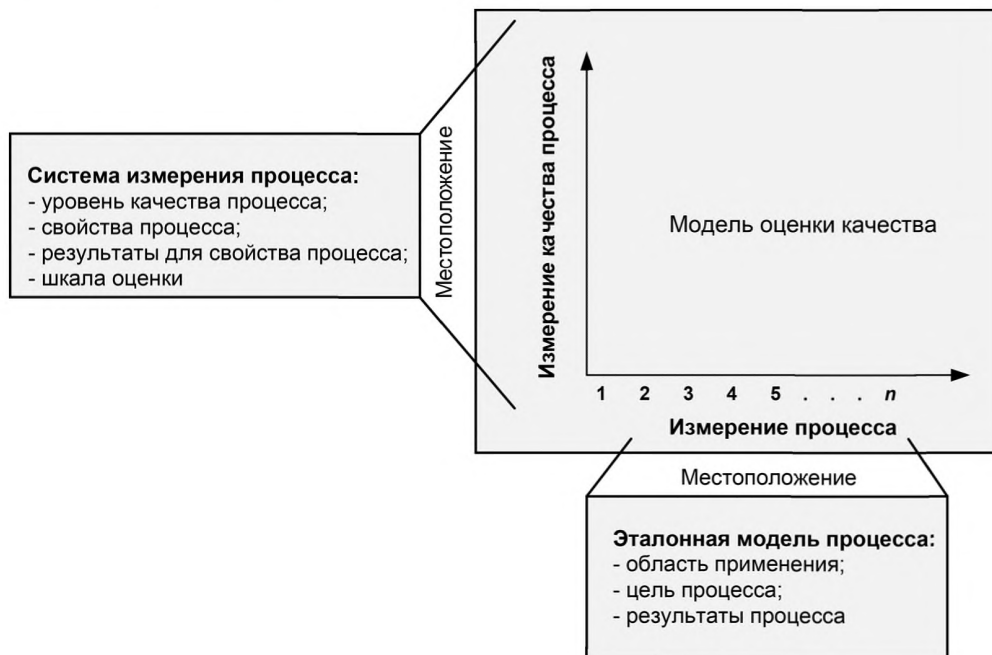 Система измерения процесса:
- уровень качества процесса;
- свойства процесса;
- результаты для свойства процесса;
- шкала оценки
Местоположение
Измерение качества процесса
Модель оценки качества
1 2 3 4 5 . . . n
Измерение процесса
Местоположение
Эталонная модель процесса:
- область применения;
- цель процесса;
- результаты процесса